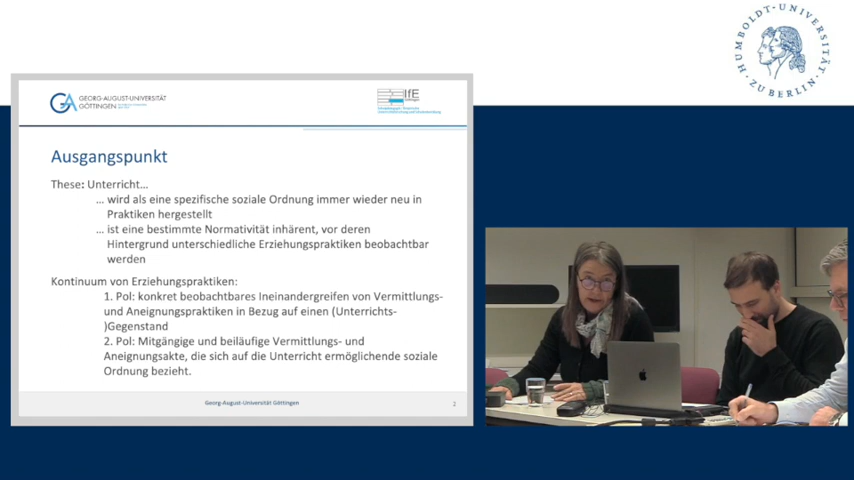 HUMBOLDT-UNIVERSITÄT
ZU BERLIN
GEORG-AUGUST-UNIVERSITÄT
GÖTTINGEN
IfE
Göttingen
Ausgangspunkt
These: Unterricht…
… wird als eine spezifische soziale Ordnung immer wieder neu in
Praktiken hergestellt
… ist eine bestimmte Normativität inhärent, vor deren
Hintergrund unterschiedliche Erziehungspraktiken beobachtbar
werden
Kontinuum von Erziehungspraktiken:
1. Pol: konkret beobachtbares Ineinandergreifen von Vermittlungs-
und Aneignungspraktiken in Bezug auf einen (Unterrichts-
)Gegenstand
2. Pol: Mitgängige und beiläufige Vermittlungs- und
Aneignungsakte, die sich auf die Unterricht ermöglichende soziale
Ordnung bezieht.
Georg-August-Universität Göttingen
2